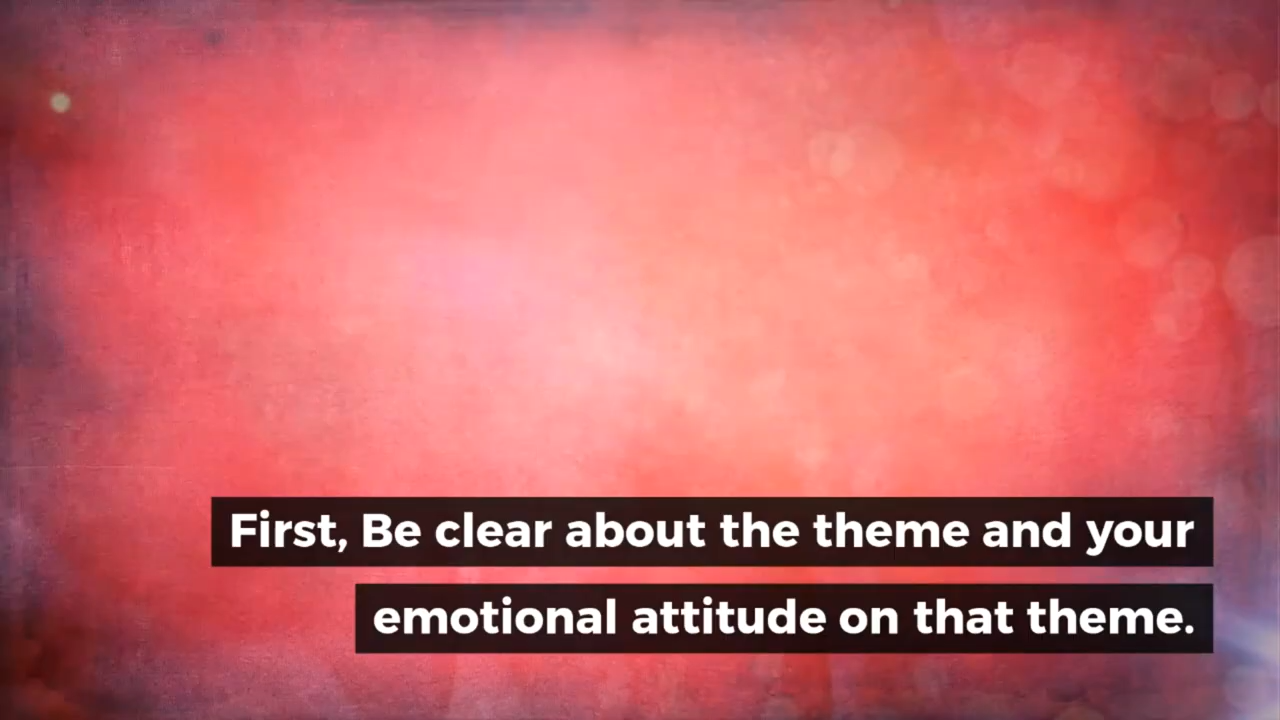 First, Be clear about the theme and your
emotional attitude on that theme.